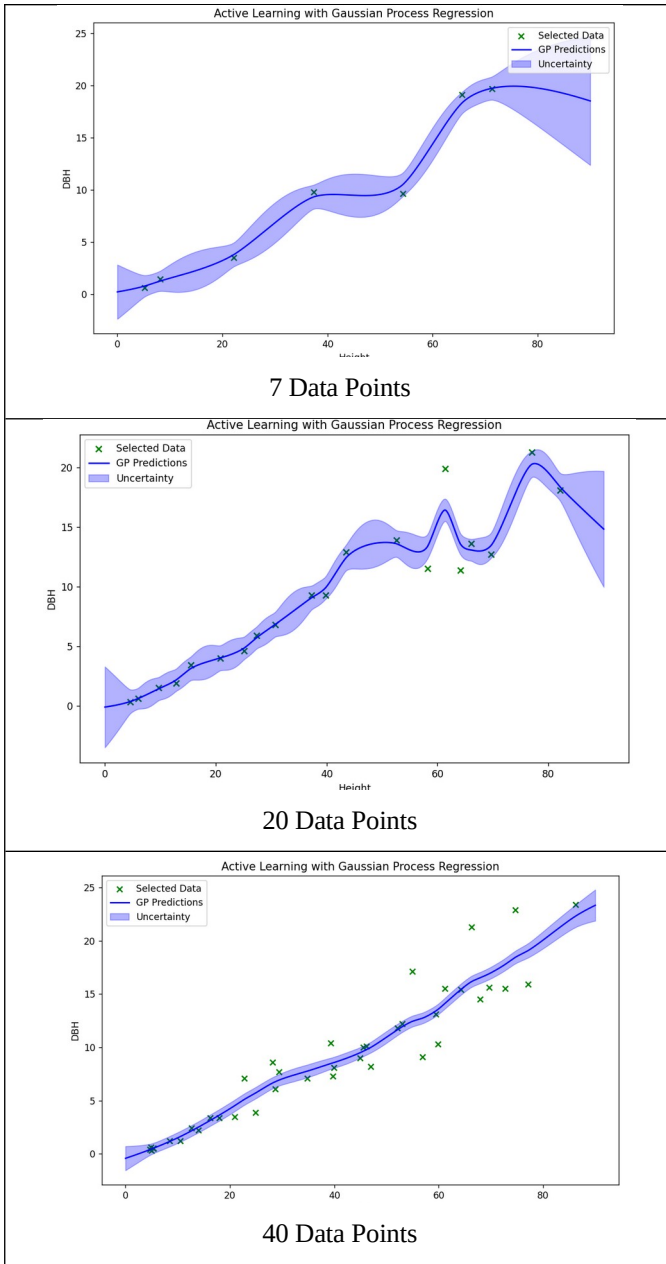 Active Learning with Gaussian Process Regression
25
20
15
10
5
0
DBH
Selected Data
GP Predictions
Uncertainty
0 20 40 60 80
Height
7 Data Points
Active Learning with Gaussian Process Regression
20
15
10
5
0
DBH
Selected Data
GP Predictions
Uncertainty
0 20 40 60 80
Height
20 Data Points
Active Learning with Gaussian Process Regression
25
20
15
10
5
0
DBH
Selected Data
GP Predictions
Uncertainty
0 20 40 60 80
40 Data Points